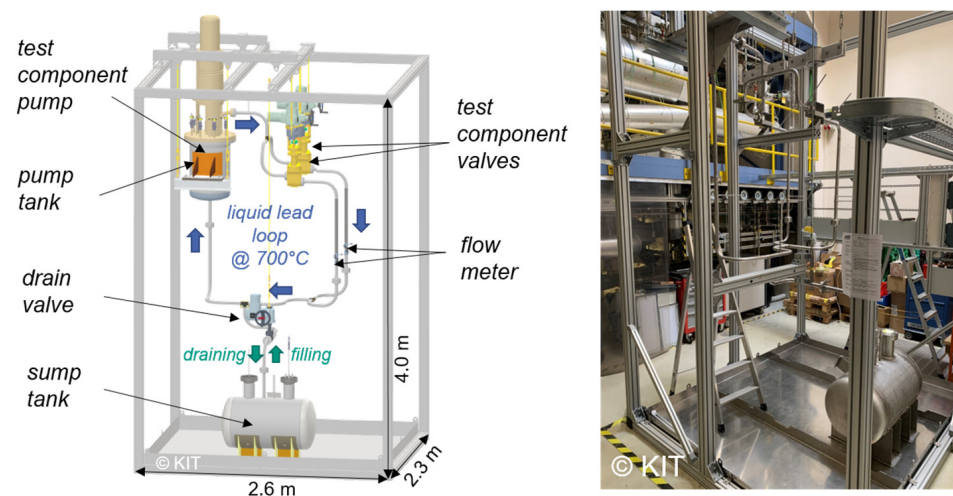 test
component
pump
pump
tank
drain
valve
sump
tank
liquid lead
loop
@ 700°C
draining
filling
test
component
valves
flow
meter
4.0 m
2.3 m
2.6 m
© KIT
© KIT